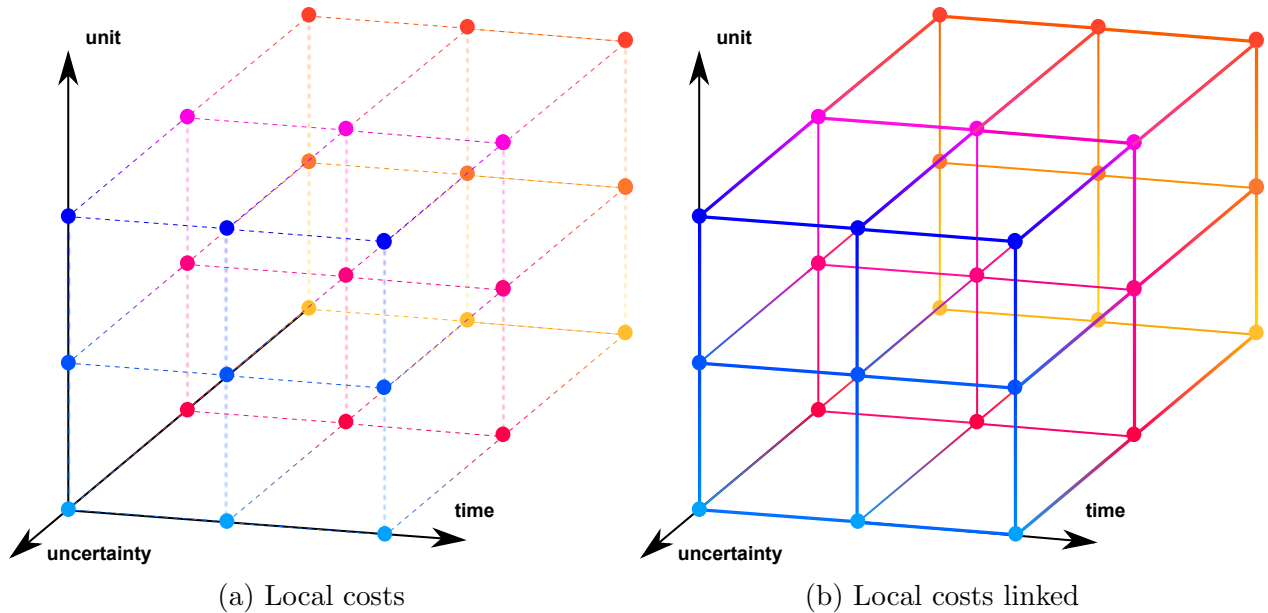 unit
time
uncertainty
(a) Local costs
unit
time
uncertainty
(b) Local costs linked